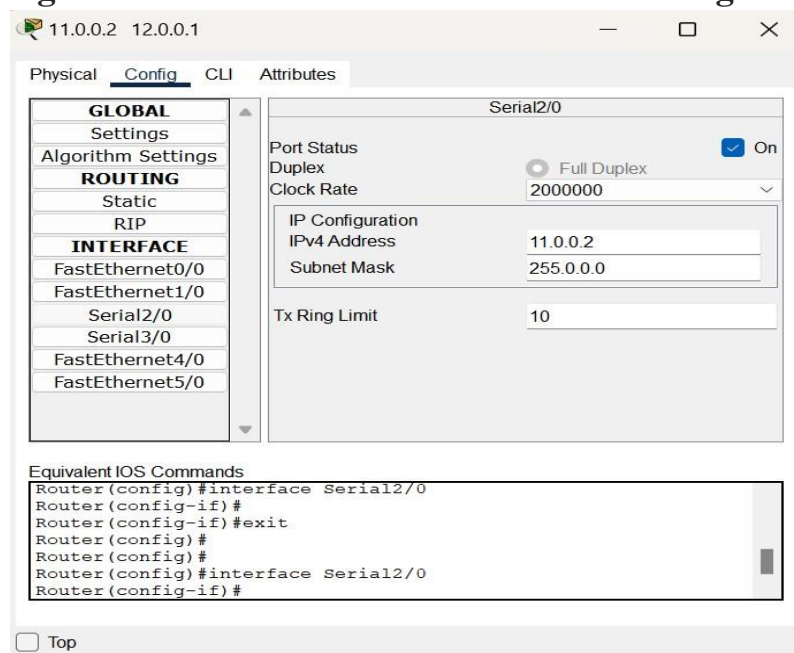 11.0.0.2 12.0.0.1
Physical Config CLI Attributes
GLOBAL
Settings
Algorithm Settings
ROUTING
Static
RIP
INTERFACE
FastEthernet0/0
FastEthernet1/0
Serial2/0
Serial3/0
FastEthernet4/0
FastEthernet5/0
Serial2/0
Port Status On
Duplex Full Duplex
Clock Rate 2000000
IP Configuration
IPv4 Address 11.0.0.2
Subnet Mask 255.0.0.0
Tx Ring Limit 10
Equivalent IOS Commands
Router(config)#interface Serial2/0
Router(config-if)#
Router(config-if)#exit
Router(config)#
Router(config)#
Router(config)#interface Serial2/0
Router(config-if)#
Top